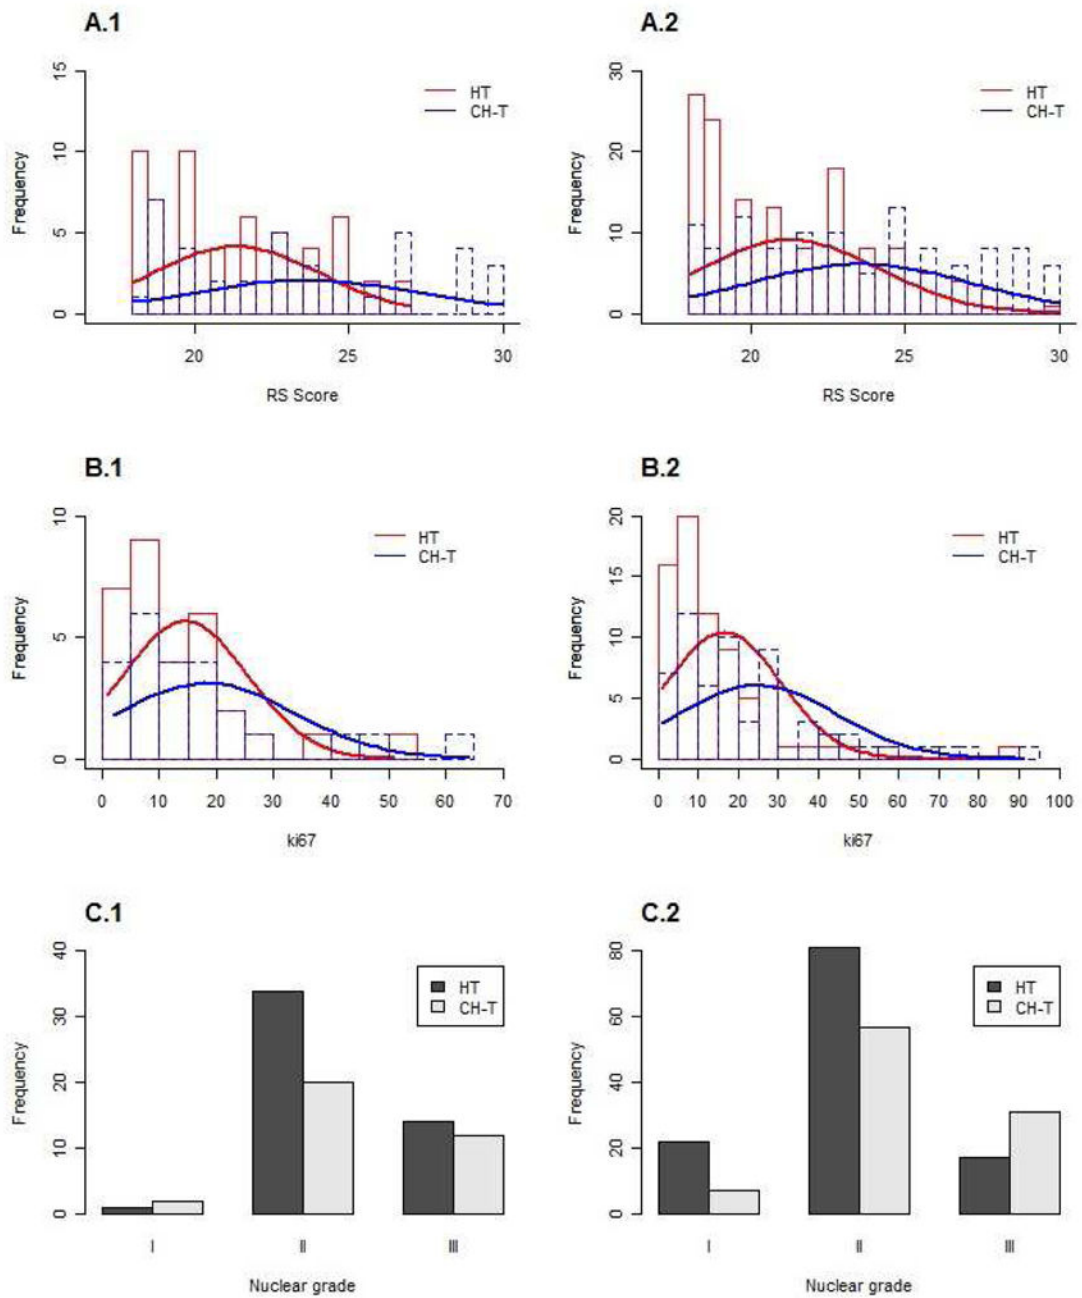 A.1
15
10
5
0
Frequency
HT
CH-T
20 25 30
RS Score
A.2
30
20
10
0
Frequency
HT
CH-T
20 25 30
RS Score
B.1
10
5
0
Frequency
HT
CH-T
0 10 20 30 40 50 60 70
ki67
B.2
20
15
10
5
0
Frequency
HT
CH-T
0 10 20 30 40 50 60 70 80 90 100
ki67
C.1
40
30
20
10
0
Frequency
HT
CH-T
I II III
Nuclear grade
C.2
80
60
40
20
0
Frequency
HT
CH-T
I II III
Nuclear grade